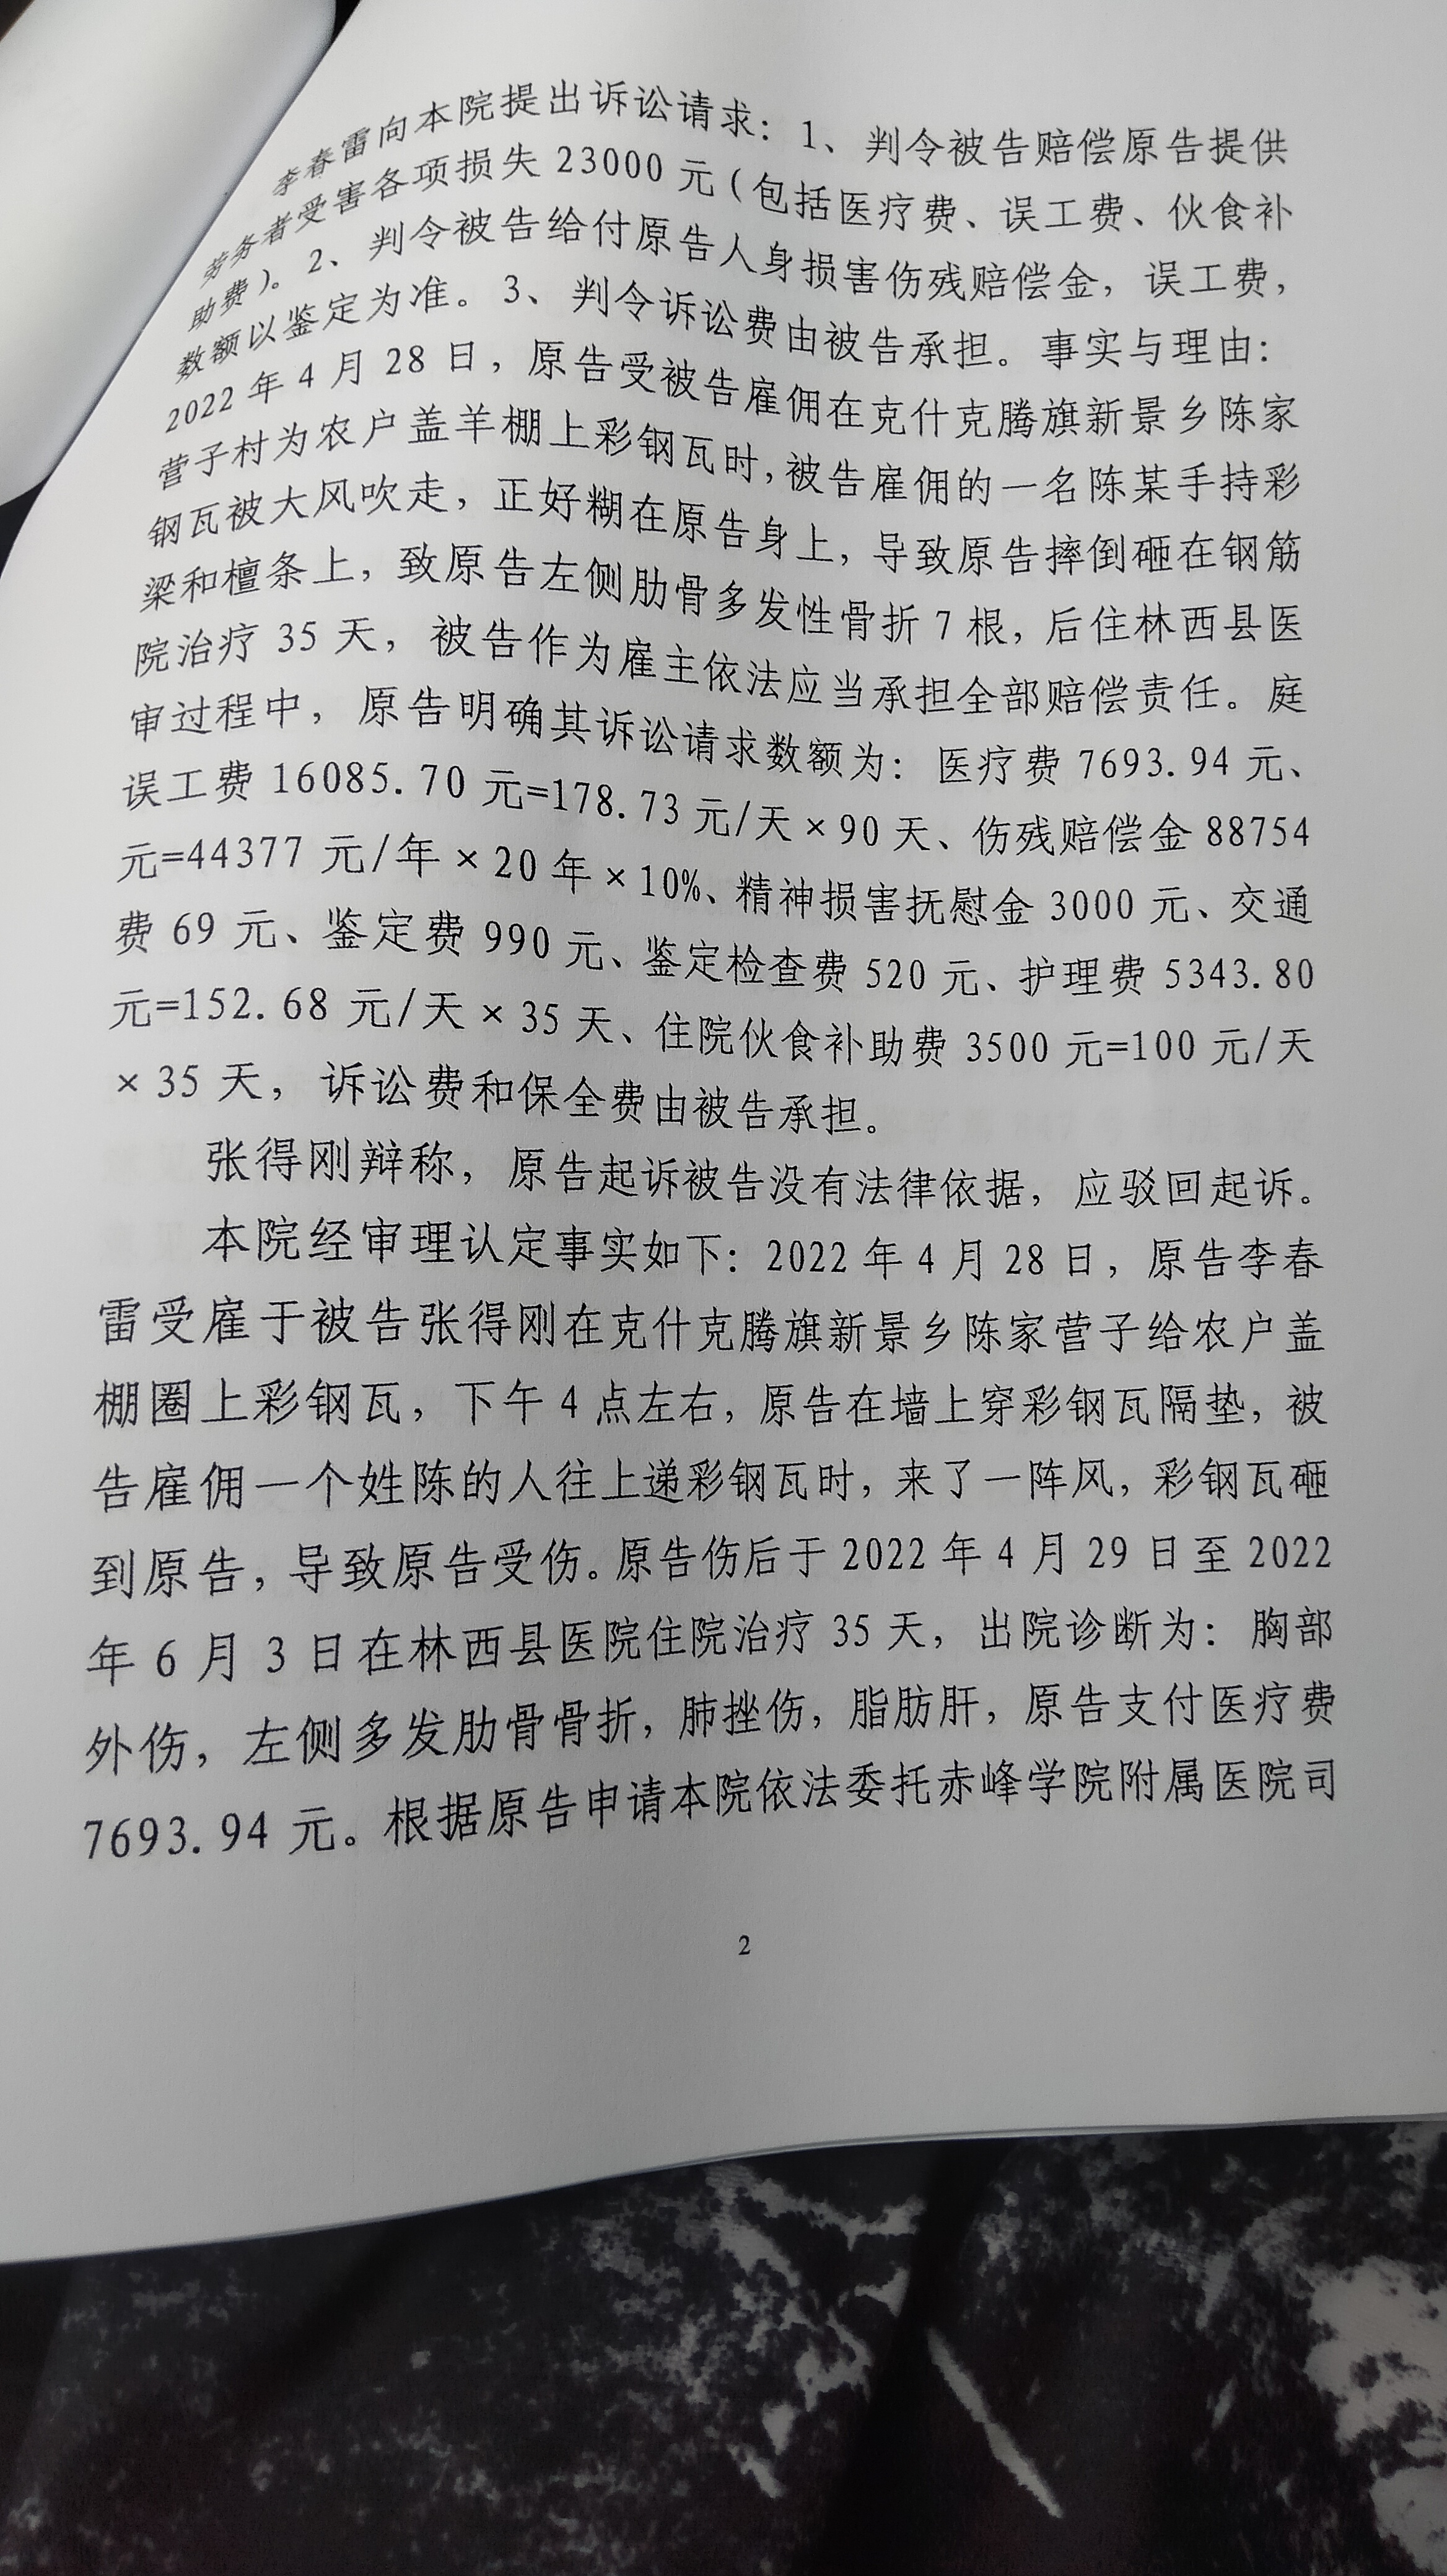 李春雷向本院提出诉讼请求：1、判令被告赔偿原告提供
劳务者受害各项损失 23000 元（包括医疗费、误工费、伙食补
助费）。2、判令被告给付原告人身损害伤残赔偿金，误工费，
数额以鉴定为准。3、判令诉讼费由被告承担。事实与理由：
2022 年 4 月 28 日，原告受被告雇佣在克什克腾旗新景乡陈家
营子村为农户盖羊棚上彩钢瓦时，被告雇佣的一名陈某手持彩
钢瓦被大风吹走，正好糊在原告身上，导致原告摔倒砸在钢筋
梁和檀条上，致原告左侧肋骨多发性骨折 7 根，后住林西县医
院治疗 35 天，被告作为雇主依法应当承担全部赔偿责任。庭
审过程中，原告明确其诉讼请求数额为：医疗费 7693.94 元、
误工费 16085.70 元=178.73 元/天×90 天、伤残赔偿金 88754
元=44377 元/年×20 年×10%、精神损害抚慰金 3000 元、交通
费 69 元、鉴定费 990 元、鉴定检查费 520 元、护理费 5343.80
元=152.68 元/天×35 天、住院伙食补助费 3500 元=100 元/天
×35 天，诉讼费和保全费由被告承担。
张得刚辩称，原告起诉被告没有法律依据，应驳回起诉。
本院经审理认定事实如下：2022 年 4 月 28 日，原告李春
雷受雇于被告张得刚在克什克腾旗新景乡陈家营子给农户盖
棚圈上彩钢瓦，下午 4 点左右，原告在墙上穿彩钢瓦隔垫，被
告雇佣一个姓陈的人往上递彩钢瓦时，来了一阵风，彩钢瓦砸
到原告，导致原告受伤。原告伤后于 2022 年 4 月 29 日至 2022
年 6 月 3 日在林西县医院住院治疗 35 天，出院诊断为：胸部
外伤，左侧多发肋骨骨折，肺挫伤，脂肪肝，原告支付医疗费
7693.94 元。根据原告申请本院依法委托赤峰学院附属医院司
2